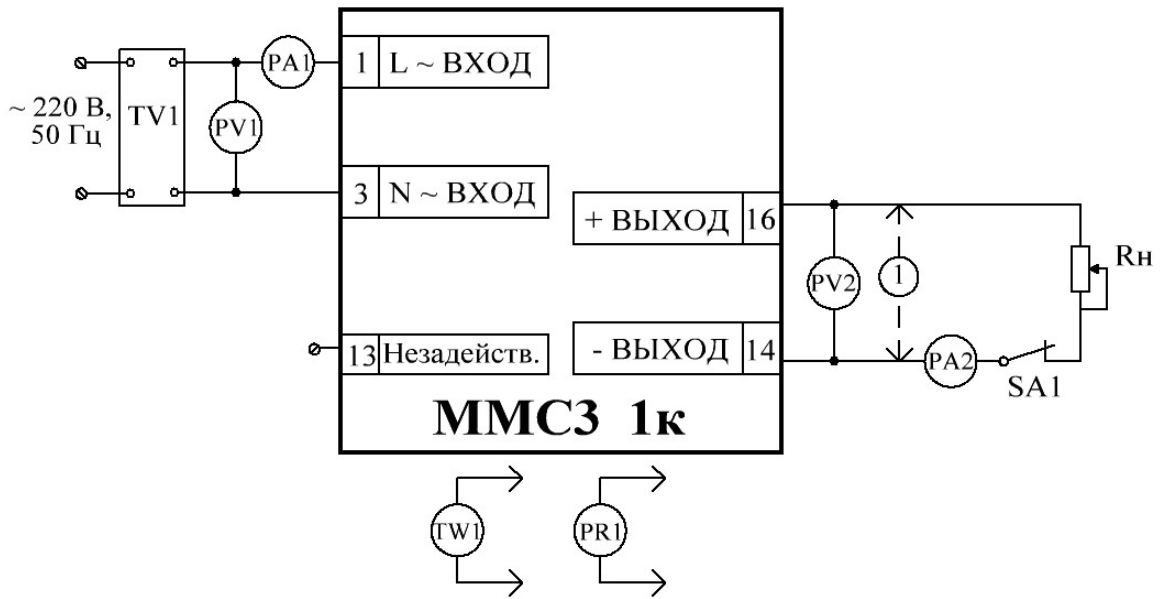 ~ 220 В,
50 Гц
TV1
PV1
PA1
1 L ~ ВХОД
3 N ~ ВХОД
13 Незадейств.
+ ВЫХОД 16
- ВЫХОД 14
ММС3 1к
PV2
1
PA2
SA1
Rн
TW1
PR1